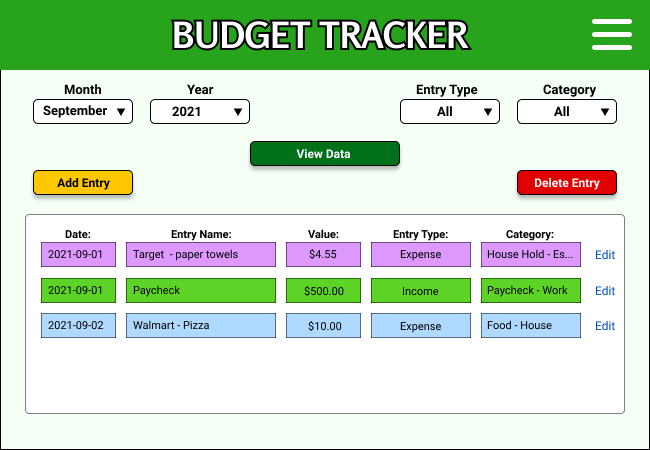 BUDGET TRACKER
Month Year Entry Type Category
September 2021 All All
View Data
Add Entry Delete Entry
Date: Entry Name: Value: Entry Type: Category:
2021-09-01 Target - paper towels $4.55 Expense House Hold - Es... Edit
2021-09-01 Paycheck $500.00 Income Paycheck - Work Edit
2021-09-02 Walmart - Pizza $10.00 Expense Food - House Edit